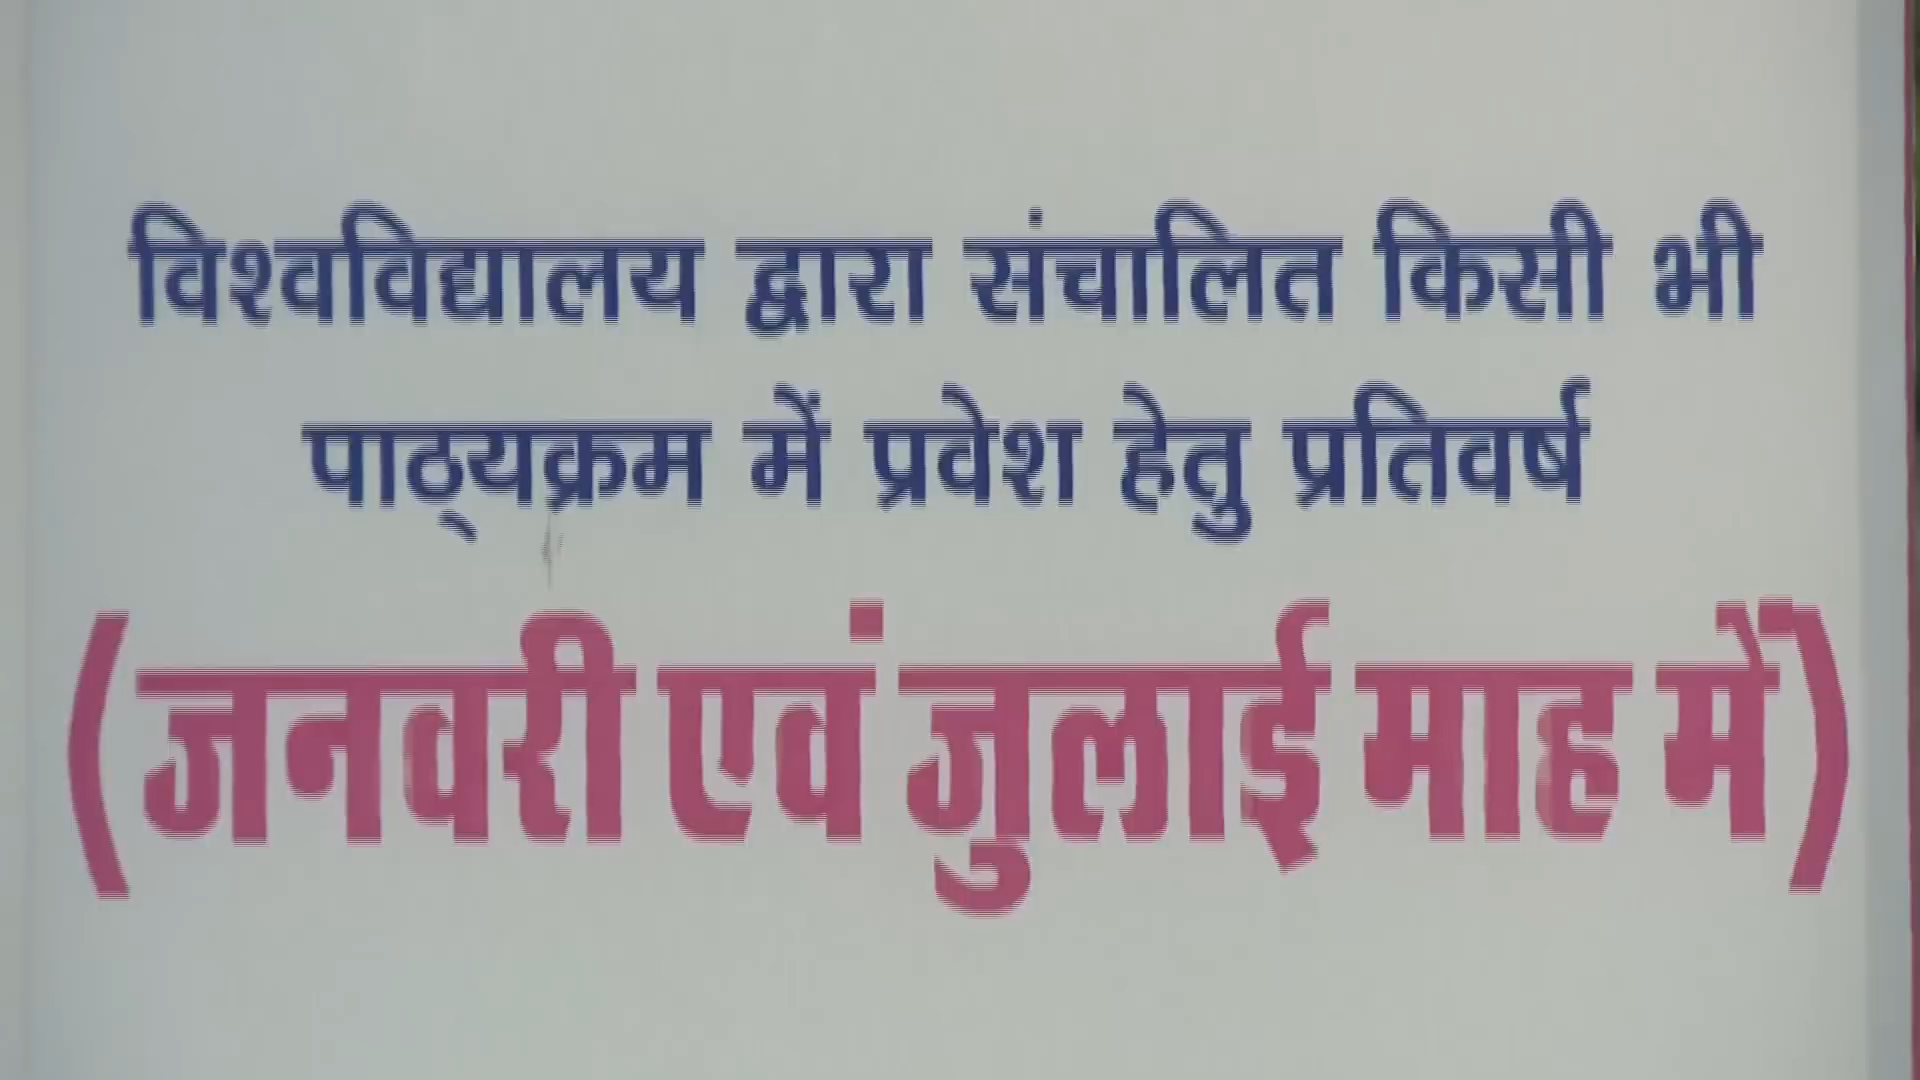 विश्वविद्यालय द्वारा संचालित किसी भी
पाठ्यक्रम में प्रवेश हेतु प्रतिवर्ष
(जनवरी एवं जुलाई माह में)